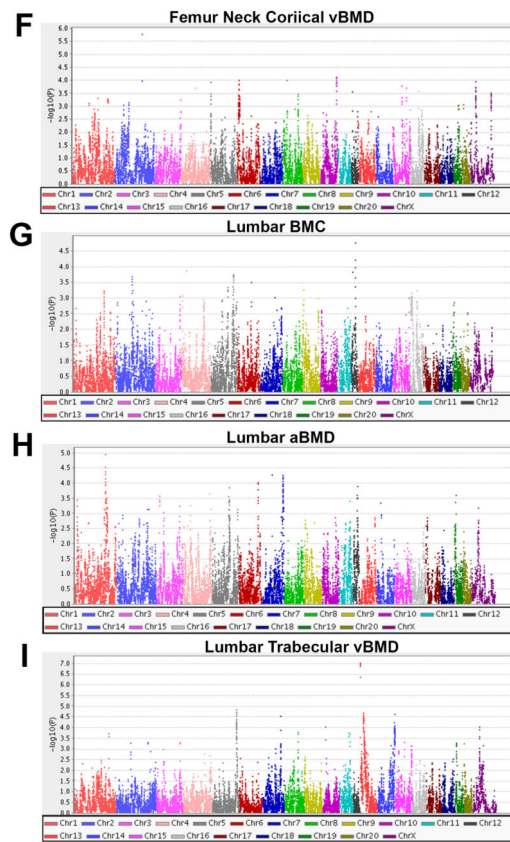 F
Femur Neck Coriical vBMD
-log10(P)
6.0
5.5
5.0
4.5
4.0
3.5
3.0
2.5
2.0
1.5
1.0
0.5
0.0
Chr1 Chr2 Chr3 Chr4 Chr5 Chr6 Chr7 Chr8 Chr9 Chr10 Chr11 Chr12
Chr13 Chr14 Chr15 Chr16 Chr17 Chr18 Chr19 Chr20 ChrX
G
Lumbar BMC
-log10(P)
4.5
4.0
3.5
3.0
2.5
2.0
1.5
1.0
0.5
0.0
Chr1 Chr2 Chr3 Chr4 Chr5 Chr6 Chr7 Chr8 Chr9 Chr10 Chr11 Chr12
Chr13 Chr14 Chr15 Chr16 Chr17 Chr18 Chr19 Chr20 ChrX
H
Lumbar aBMD
-log10(P)
5.0
4.5
4.0
3.5
3.0
2.5
2.0
1.5
1.0
0.5
0.0
Chr1 Chr2 Chr3 Chr4 Chr5 Chr6 Chr7 Chr8 Chr9 Chr10 Chr11 Chr12
Chr13 Chr14 Chr15 Chr16 Chr17 Chr18 Chr19 Chr20 ChrX
I
Lumbar Trabecular vBMD
-log10(P)
7.0
6.5
6.0
5.5
5.0
4.5
4.0
3.5
3.0
2.5
2.0
1.5
1.0
0.5
0.0
Chr1 Chr2 Chr3 Chr4 Chr5 Chr6 Chr7 Chr8 Chr9 Chr10 Chr11 Chr12
Chr13 Chr14 Chr15 Chr16 Chr17 Chr18 Chr19 Chr20 ChrX